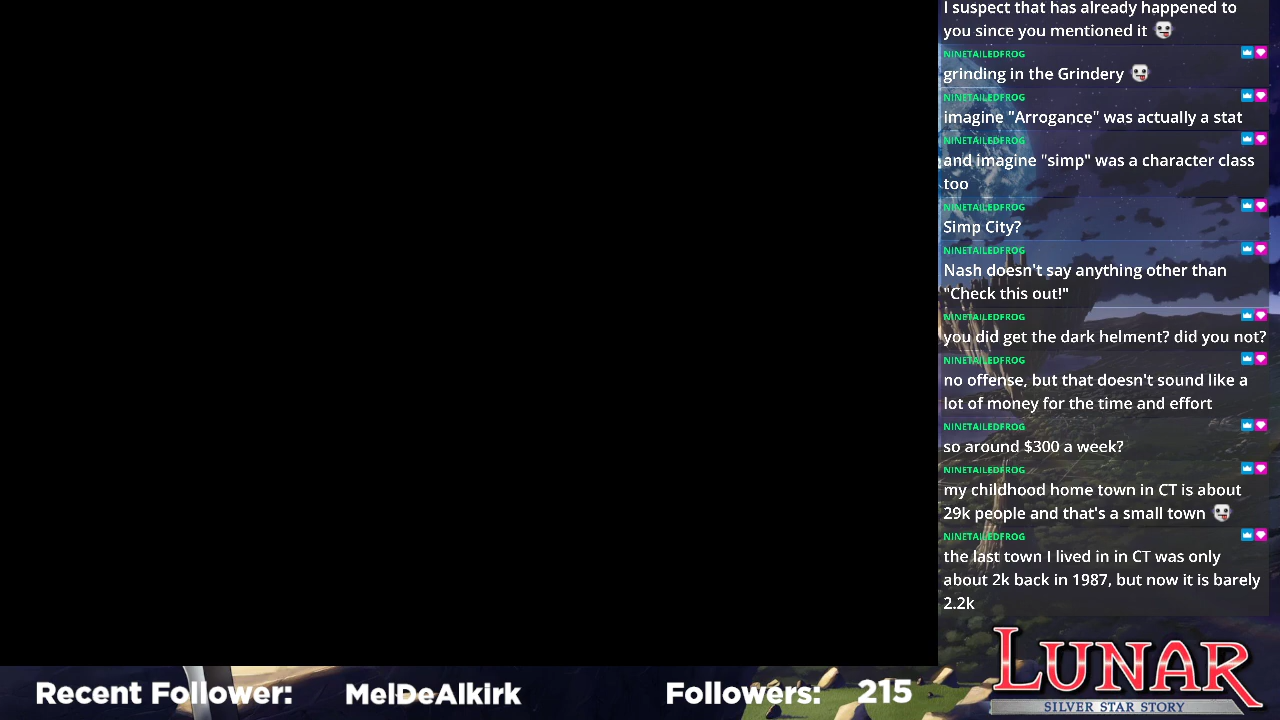 I suspect that has already happened to
you since you mentioned it
NINETAILEDFROG
grinding in the Grindery
NINETAILEDFROG
imagine "Arrogance" was actually a stat
NINETAILEDFROG
and imagine "simp" was a character class
too
NINETAILEDFROG
Simp City?
NINETAILEDFROG
Nash doesn't say anything other than
"Check this out!"
NINETAILEDFROG
you did get the dark helment? did you not?
NINETAILEDFROG
no offense, but that doesn't sound like a
lot of money for the time and effort
NINETAILEDFROG
so around $300 a week?
NINETAILEDFROG
my childhood home town in CT is about
29k people and that's a small town
NINETAILEDFROG
the last town I lived in in CT was only
about 2k back in 1987, but now it is barely
2.2k
LUNAR
SILVER STAR STORY
Recent Follower: MelDeAlkirk Followers: 215